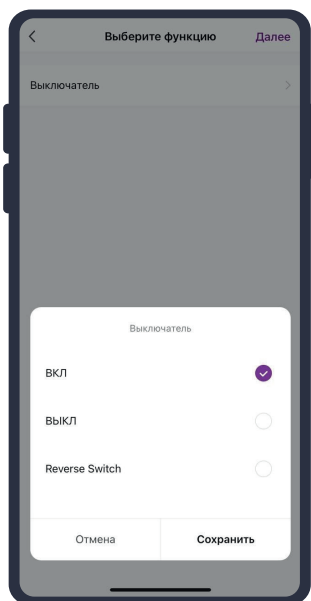 Выберите функцию Далее
Выключатель
Выключатель
ВКЛ
ВЫКЛ
Reverse Switch
Отмена Сохранить